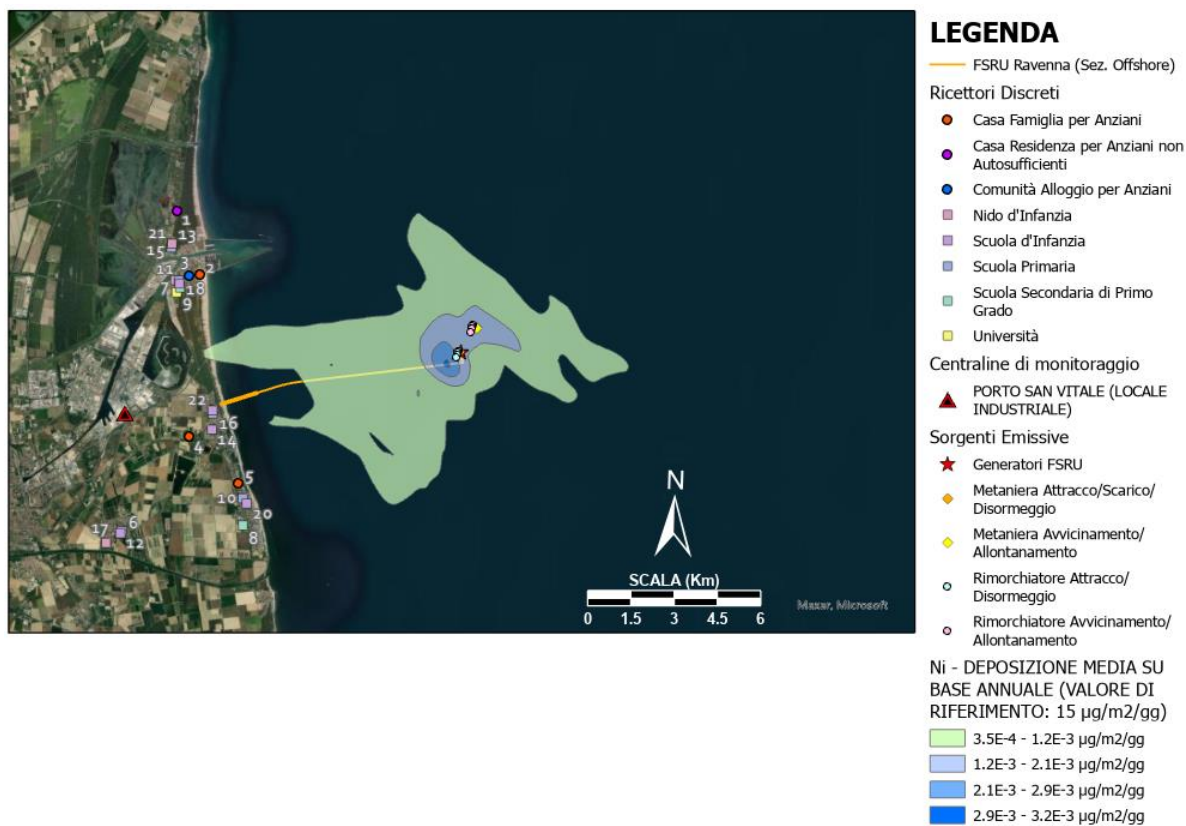 1
21
13
15
3
2
11
7
18
9
22
16
14
4
5
10
20
8
6
17
12
N
SCALA (Km)
0 1.5 3 4.5 6
Maxar, Microsoft
LEGENDA
FSRU Ravenna (Sez. Offshore)
Ricettori Discreti
Casa Famiglia per Anziani
Casa Residenza per Anziani non
Autosufficienti
Comunità Alloggio per Anziani
Nido d'Infanzia
Scuola d'Infanzia
Scuola Primaria
Scuola Secondaria di Primo
Grado
Università
Centraline di monitoraggio
PORTO SAN VITALE (LOCALE
INDUSTRIALE)
Sorgenti Emissive
Generatori FSRU
Metaniera Attracco/Scarico/
Disormeggio
Metaniera Avvicinamento/
Allontanamento
Rimorchiatore Attracco/
Disormeggio
Rimorchiatore Avvicinamento/
Allontanamento
Ni - DEPOSIZIONE MEDIA SU
BASE ANNUALE (VALORE DI
RIFERIMENTO: 15 µg/m2/gg)
3.5E-4 - 1.2E-3 µg/m2/gg
1.2E-3 - 2.1E-3 µg/m2/gg
2.1E-3 - 2.9E-3 µg/m2/gg
2.9E-3 - 3.2E-3 µg/m2/gg